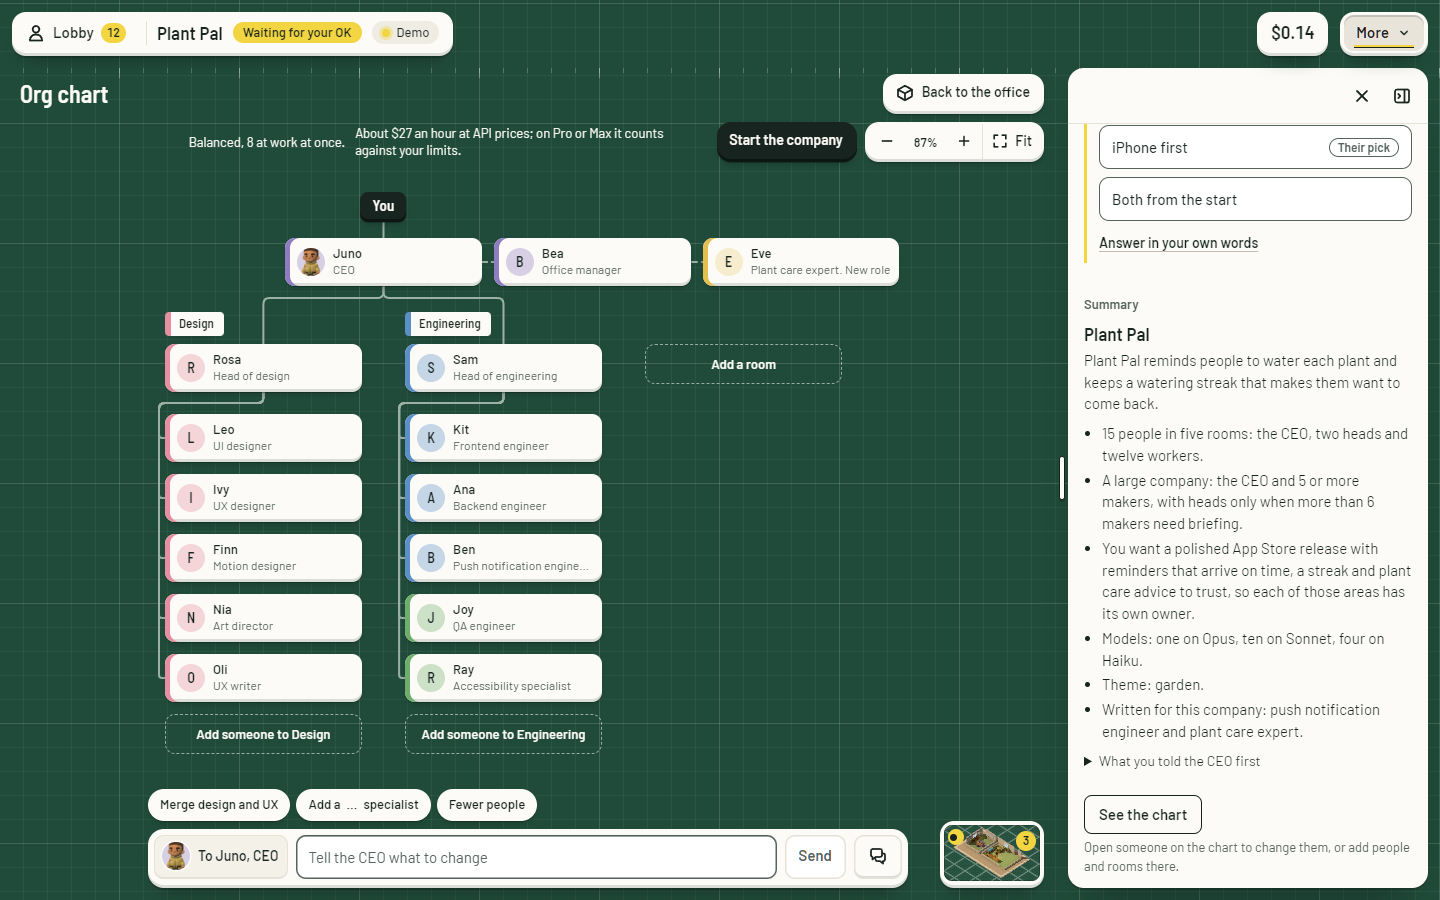 Lobby 12
Plant Pal
Waiting for your OK
Demo
$0.14
More
Org chart
Back to the office
Balanced, 8 at work at once.
About $27 an hour at API prices; on Pro or Max it counts
against your limits.
Start the company
87%
Fit
You
Juno
CEO
B
Bea
Office manager
E
Eve
Plant care expert. New role
Design
R
Rosa
Head of design
L
Leo
UI designer
I
Ivy
UX designer
F
Finn
Motion designer
N
Nia
Art director
O
Oli
UX writer
Add someone to Design
Engineering
S
Sam
Head of engineering
K
Kit
Frontend engineer
A
Ana
Backend engineer
B
Ben
Push notification engine...
J
Joy
QA engineer
R
Ray
Accessibility specialist
Add someone to Engineering
Add a room
Merge design and UX
Add a ... specialist
Fewer people
To Juno, CEO
Tell the CEO what to change
Send
3
iPhone first
Their pick
Both from the start
Answer in your own words
Summary
Plant Pal
Plant Pal reminds people to water each plant and
keeps a watering streak that makes them want to
come back.
• 15 people in five rooms: the CEO, two heads and
twelve workers.
• A large company: the CEO and 5 or more
makers, with heads only when more than 6
makers need briefing.
• You want a polished App Store release with
reminders that arrive on time, a streak and plant
care advice to trust, so each of those areas has
its own owner.
• Models: one on Opus, ten on Sonnet, four on
Haiku.
• Theme: garden.
• Written for this company: push notification
engineer and plant care expert.
What you told the CEO first
See the chart
Open someone on the chart to change them, or add people
and rooms there.